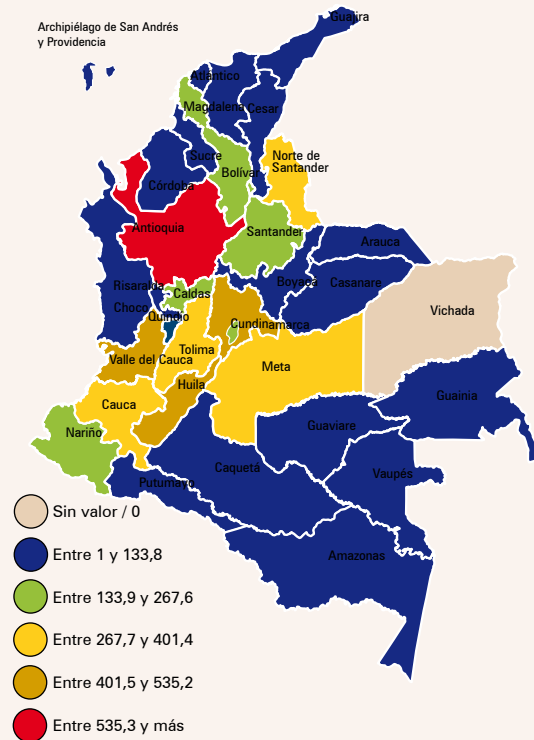 Archipiélago de San Andrés
y Providencia
Guajira
Atlántico
Magdalena
Cesar
Sucre
Bolívar
Norte de
Santander
Córdoba
Antioquia
Santander
Arauca
Boyacá
Casanare
Risaralda
Caldas
Choco
Quindio
Cundinamarca
Vichada
Tolima
Valle del Cauca
Meta
Huila
Cauca
Guainia
Nariño
Guaviare
Caquetá
Vaupés
Putumayo
Amazonas
Sin valor / 0
Entre 1 y 133,8
Entre 133,9 y 267,6
Entre 267,7 y 401,4
Entre 401,5 y 535,2
Entre 535,3 y más